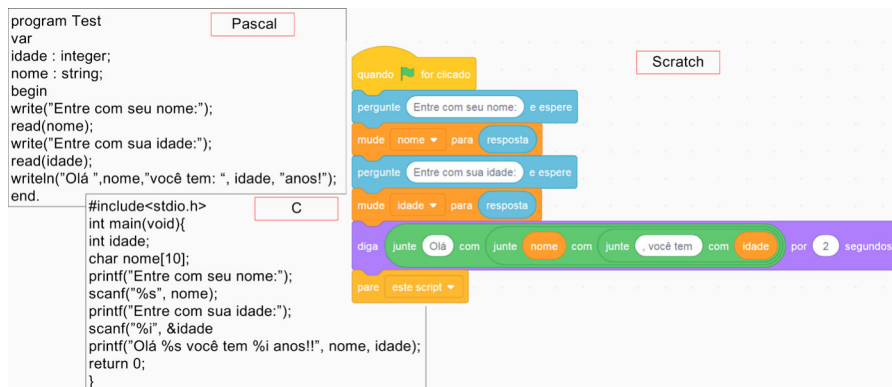 program Test
Pascal
var
idade : integer;
nome : string;
begin
write("Entre com seu nome:");
read(nome);
write("Entre com sua idade:");
read(idade);
writeln("Olá ",nome,"você tem: “, idade, ”anos!");
end.
#include<stdio.h>
C
int main(void){
int idade;
char nome[10];
printf("Entre com seu nome:");
scanf("%s", nome);
printf("Entre com sua idade:");
scanf("%i", &idade
printf("Olá %s você tem %i anos!!", nome, idade);
return 0;
}
Scratch
quando for clicado
pergunte Entre com seu nome: e espere
mude nome para resposta
pergunte Entre com sua idade: e espere
mude idade para resposta
diga junte Olá com junte nome com junte , você tem com idade por 2 segundos
pare este script